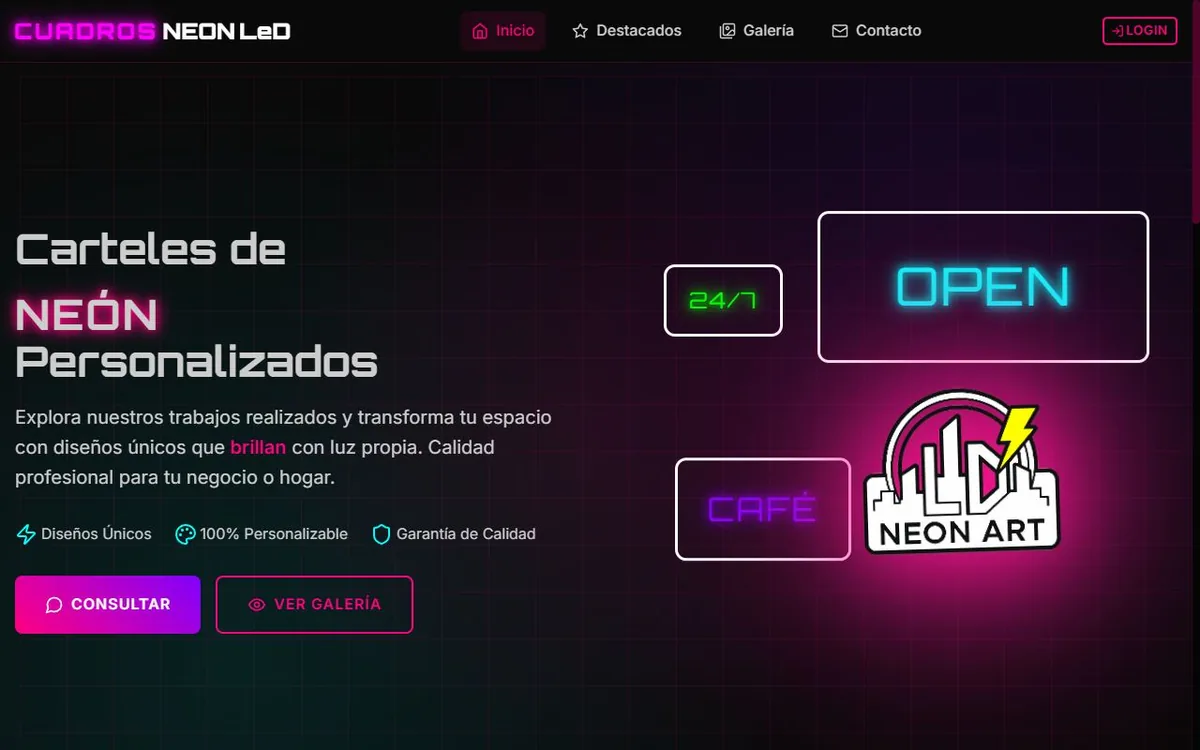 CUADROS NEON LeD
Inicio
Destacados
Galería
Contacto
LOGIN
Carteles de
NEÓN
Personalizados
Explora nuestros trabajos realizados y transforma tu espacio
con diseños únicos que brillan con luz propia. Calidad
profesional para tu negocio o hogar.
Diseños Únicos
100% Personalizable
Garantía de Calidad
CONSULTAR
VER GALERÍA
24/7
OPEN
CAFÉ
LD
NEON ART